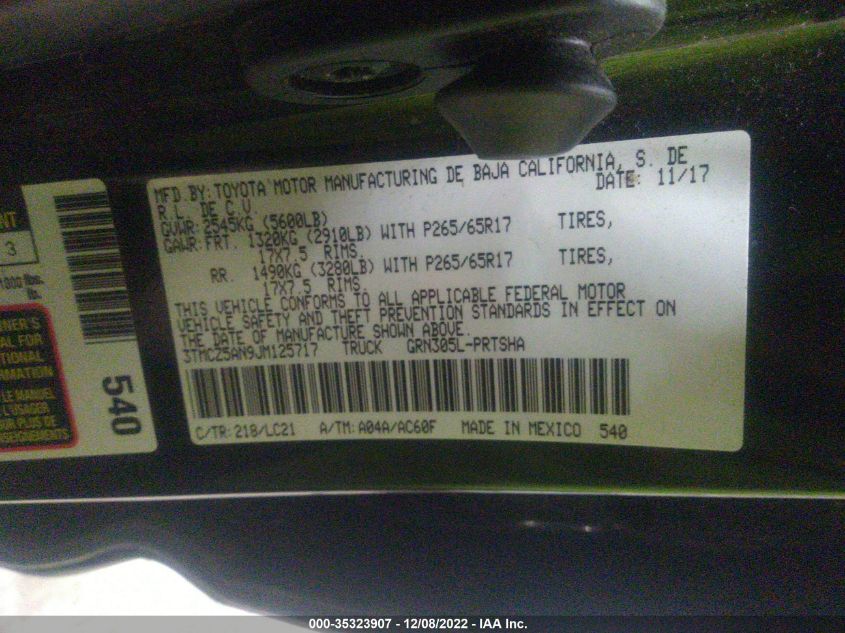 MFD.BY:TOYOTA MOTOR MANUFACTURING DE BAJA CALIFORNIA, S. DE
R.L. DE C.V. DATE: 11/17
GVWR:2545KG (5600LB)
GAWR:FRT. 1320KG (2910LB) WITH P265/65R17 TIRES,
17X7.5 RIMS,
RR. 1490KG (3280LB) WITH P265/65R17 TIRES,
17X7.5 RIMS,
THIS VEHICLE CONFORMS TO ALL APPLICABLE FEDERAL MOTOR
VEHICLE SAFETY AND THEFT PREVENTION STANDARDS IN EFFECT ON
THE DATE OF MANUFACTURE SHOWN ABOVE.
3TMCZ5AN9JM125717 TRUCK GRN305L-PRTSHA
C/TR:218/LC21 A/TM:A04A/AC60F MADE IN MEXICO 540
3
540
LE MANUEL
000-35323907 - 12/08/2022 - IAA Inc.